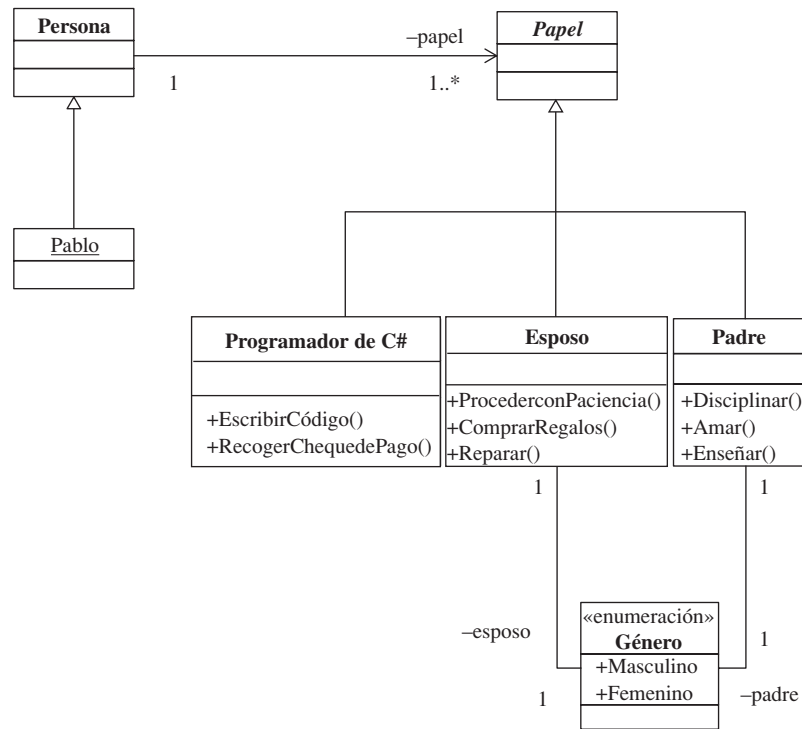 Persona
–papel
Papel
1
1..*
Pablo
Programador de C#
+EscribirCódigo()
+RecogerChequedePago()
Esposo
+ProcederconPaciencia()
+ComprarRegalos()
+Reparar()
Padre
+Disciplinar()
+Amar()
+Enseñar()
1
1
«enumeración»
Género
+Masculino
+Femenino
–esposo
1
1
–padre